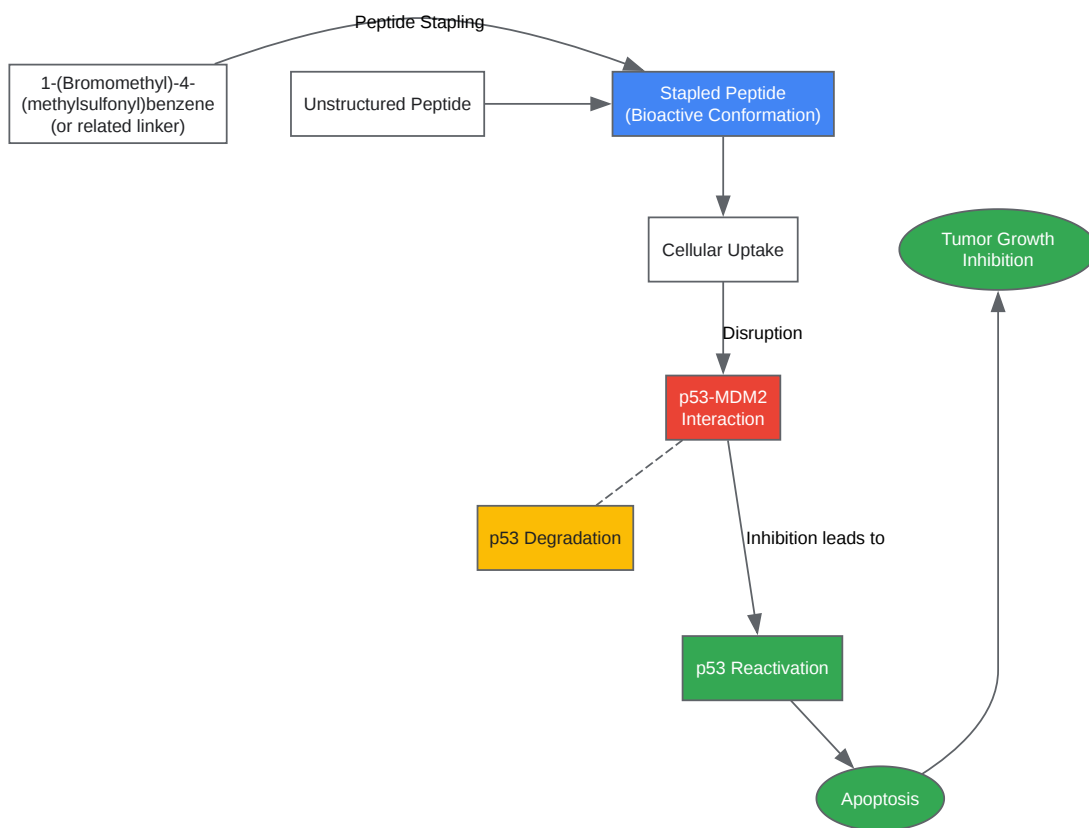 Peptide Stapling
1-(Bromomethyl)-4-
(methylsulfonyl)benzene
(or related linker)
Unstructured Peptide
Stapled Peptide
(Bioactive Conformation)
Cellular Uptake
Tumor Growth
Inhibition
Disruption
p53-MDM2
Interaction
p53 Degradation
Inhibition leads to
p53 Reactivation
Apoptosis